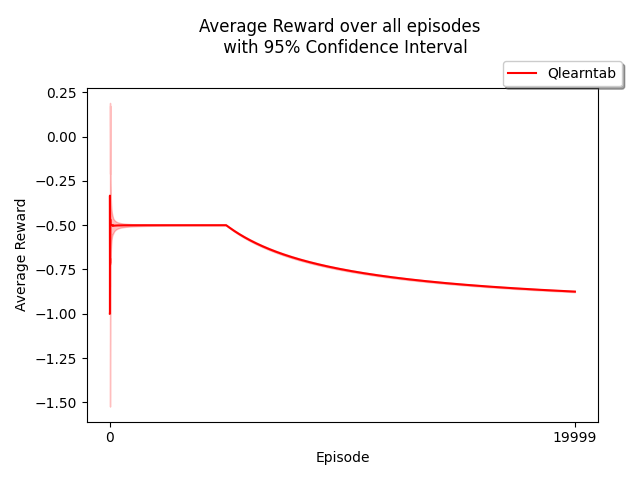 Average Reward over all episodes
with 95% Confidence Interval
Qlearntab
0.25
0.00
−0.25
−0.50
−0.75
−1.00
−1.25
−1.50
Average Reward
0
19999
Episode